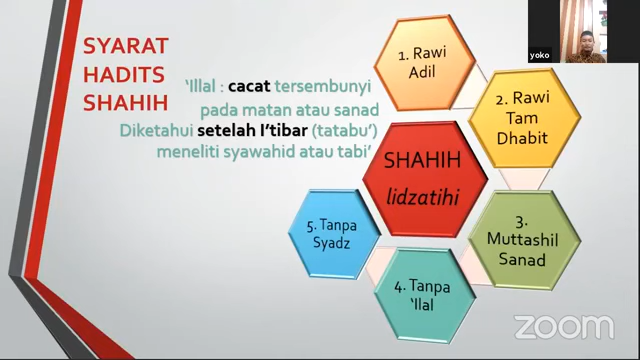 SYARAT
HADITS
SHAHIH
'Illal : cacat tersembunyi
pada matan atau sanad
Diketahui setelah I'tibar (tatabu')
meneliti syawahid atau tabi'
1. Rawi
Adil
2. Rawi
Tam
Dhabit
3.
Muttashil
Sanad
4. Tanpa
'Ilal
5. Tanpa
Syadz
SHAHIH
lidzatihi
yoko
zoom